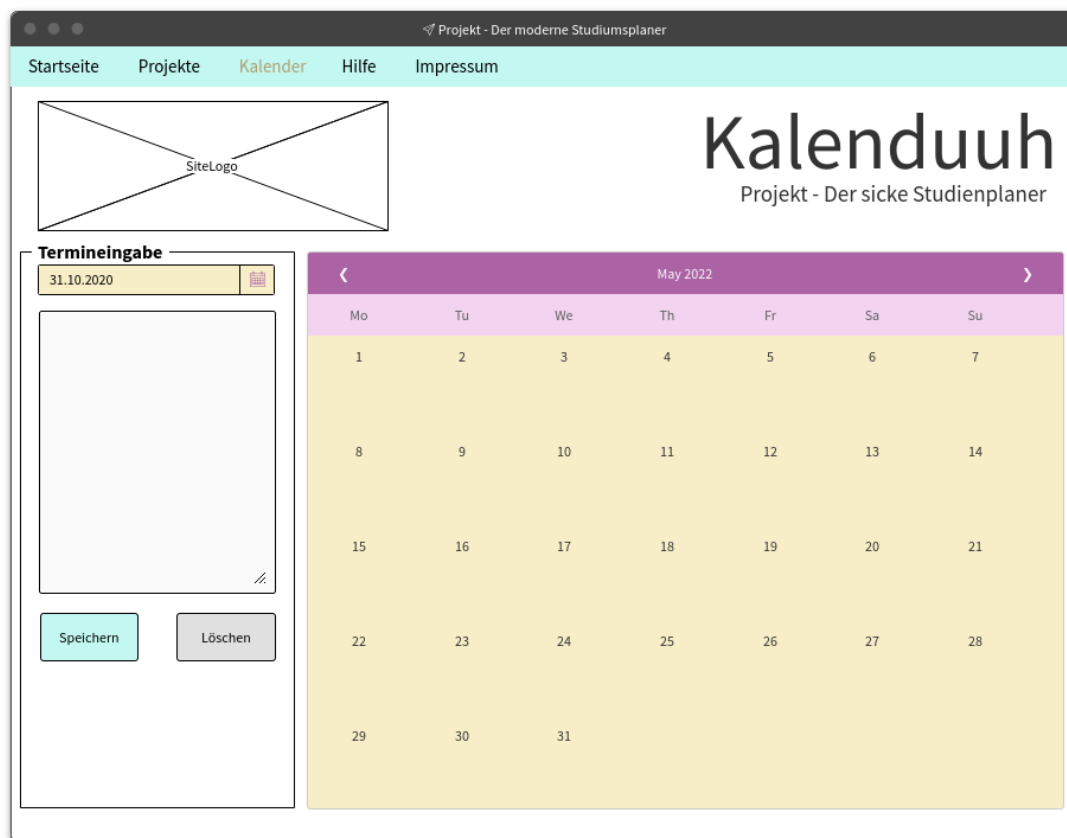 Projekt - Der moderne Studiumsplaner
Startseite Projekte Kalender Hilfe Impressum
SiteLogo
Kalenduuh
Projekt - Der sicke Studienplaner
Termineingabe
31.10.2020
Speichern Löschen
❮ May 2022 ❯
Mo Tu We Th Fr Sa Su
1 2 3 4 5 6 7
8 9 10 11 12 13 14
15 16 17 18 19 20 21
22 23 24 25 26 27 28
29 30 31